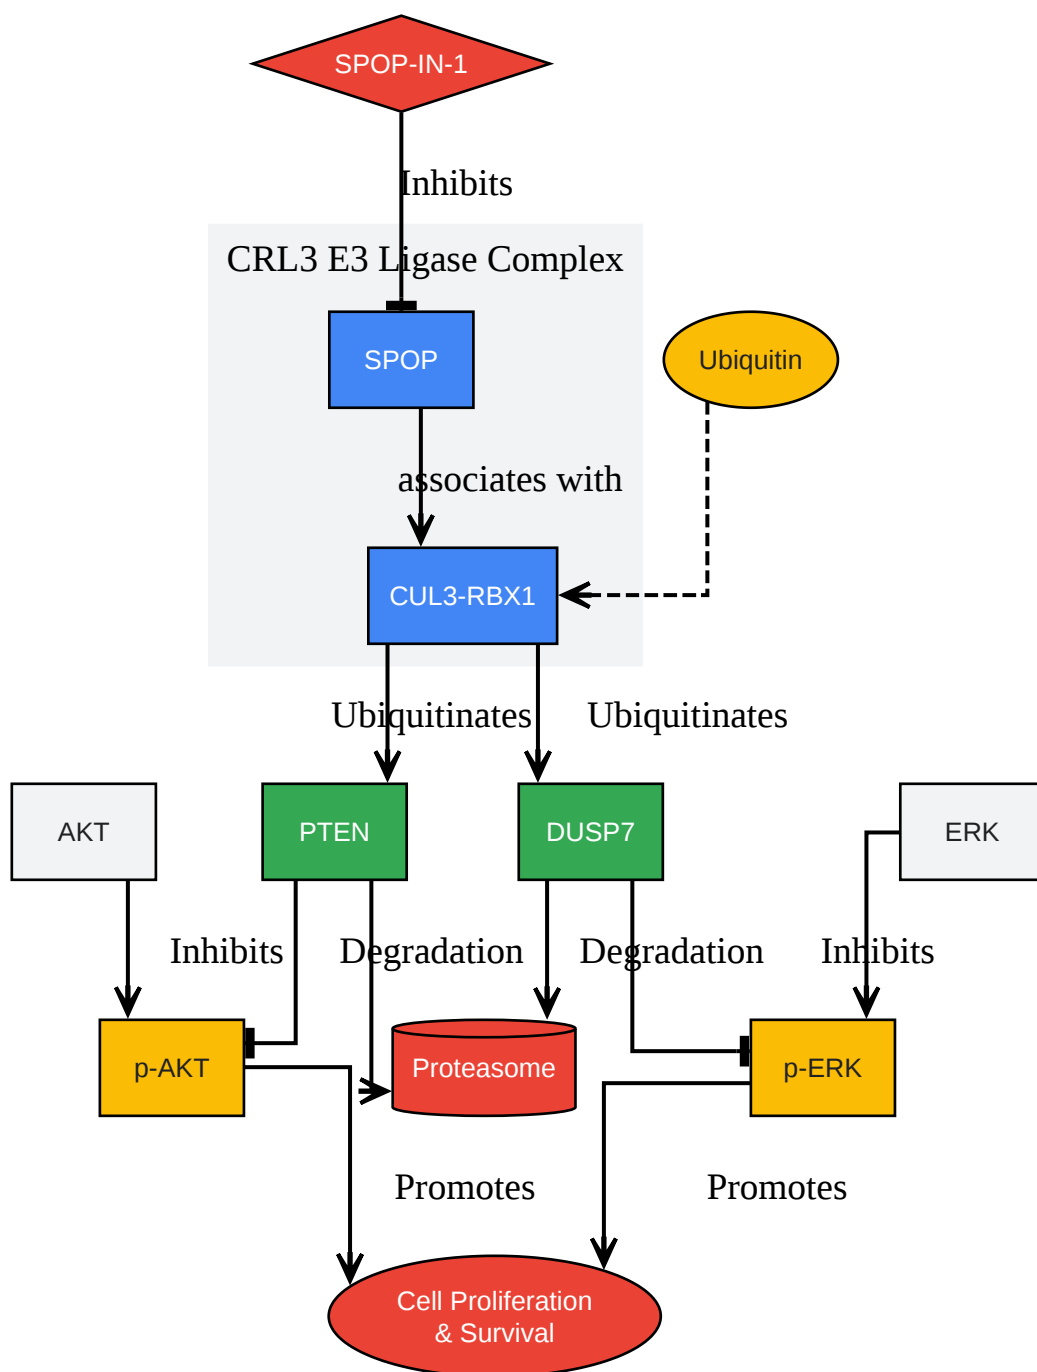 SPOP-IN-1
Inhibits
CRL3 E3 Ligase Complex
SPOP
Ubiquitin
associates with
CUL3-RBX1
Ubiquitinates
Ubiquitinates
AKT
PTEN
DUSP7
ERK
Inhibits
Degradation
Degradation
Inhibits
p-AKT
Proteasome
p-ERK
Promotes
Promotes
Cell Proliferation
& Survival